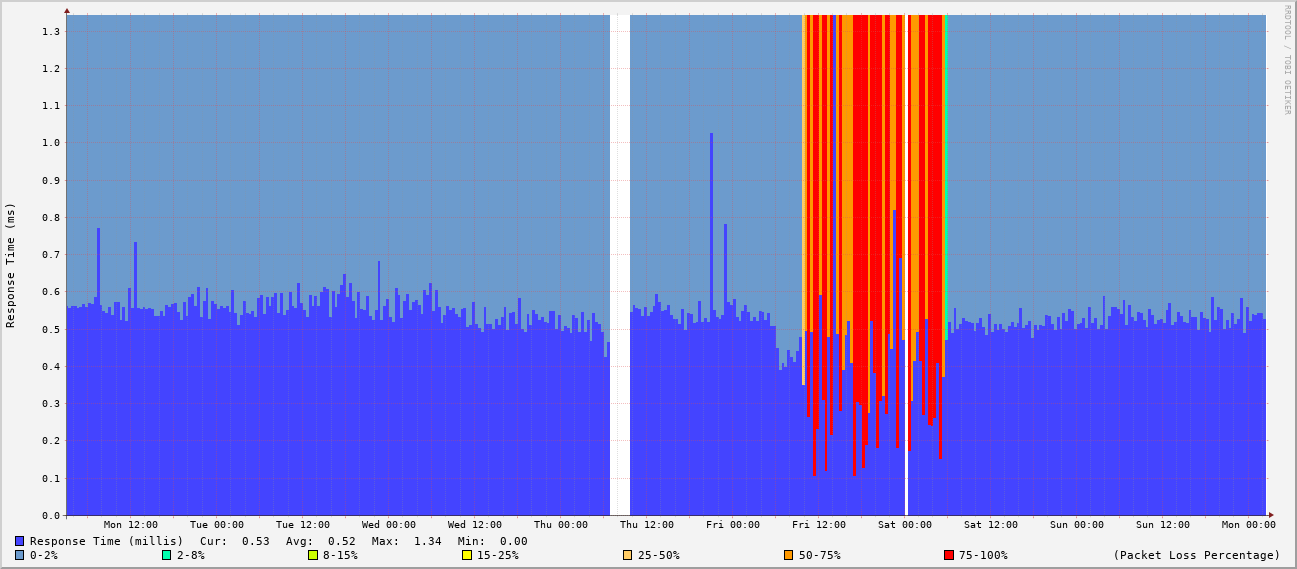 RRDTOOL / TOBI OETIKER
Response Time (ms)
1.3
1.2
1.1
1.0
0.9
0.8
0.7
0.6
0.5
0.4
0.3
0.2
0.1
0.0
Mon 12:00 Tue 00:00 Tue 12:00 Wed 00:00 Wed 12:00 Thu 00:00 Thu 12:00 Fri 00:00 Fri 12:00 Sat 00:00 Sat 12:00 Sun 00:00 Sun 12:00 Mon 00:00
Response Time (millis) Cur: 0.53 Avg: 0.52 Max: 1.34 Min: 0.00
0-2% 2-8% 8-15% 15-25% 25-50% 50-75% 75-100% (Packet Loss Percentage)